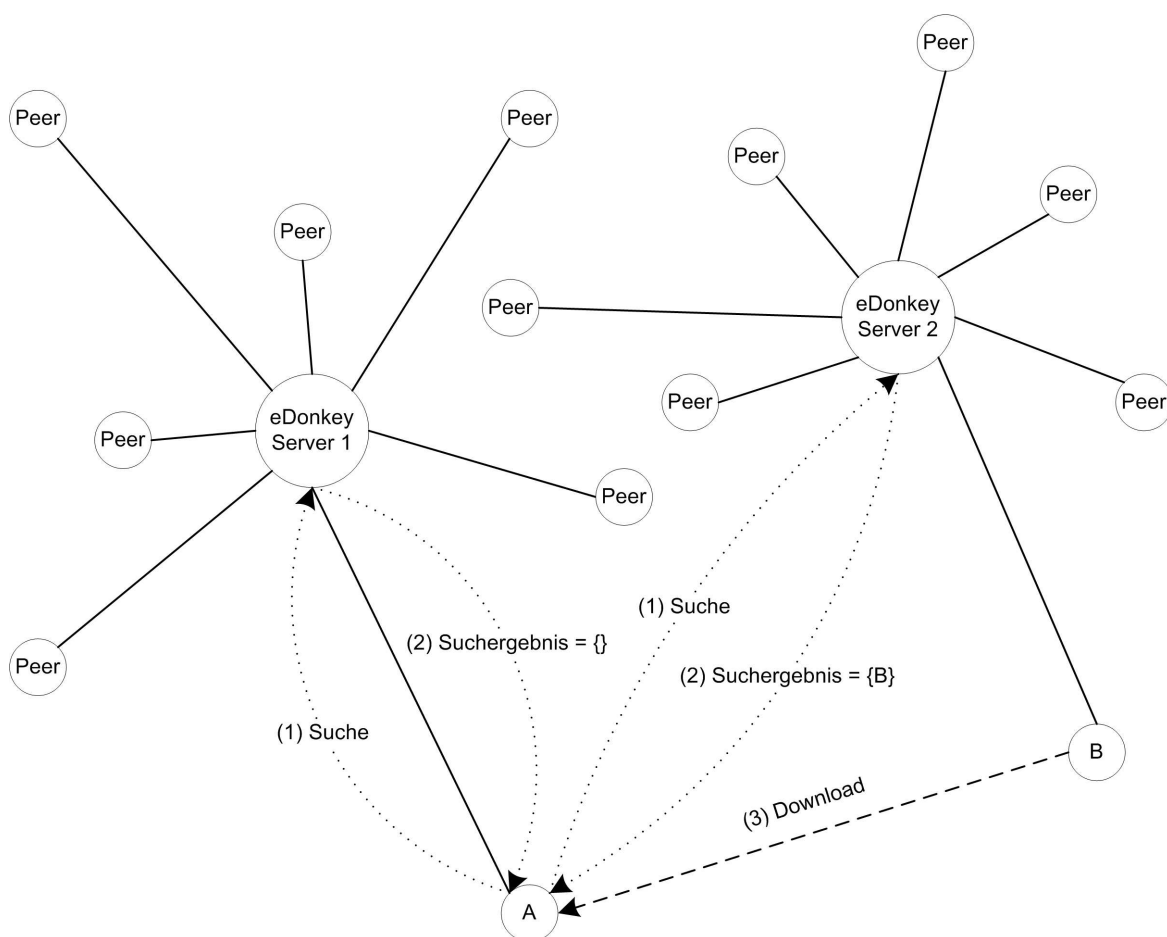 Peer
Peer
Peer
Peer
Peer
Peer
Peer
eDonkey
Server 2
Peer
eDonkey
Server 1
Peer
Peer
Peer
Peer
(1) Suche
(2) Suchergebnis = {}
Peer
(2) Suchergebnis = {B}
(1) Suche
B
(3) Download
A